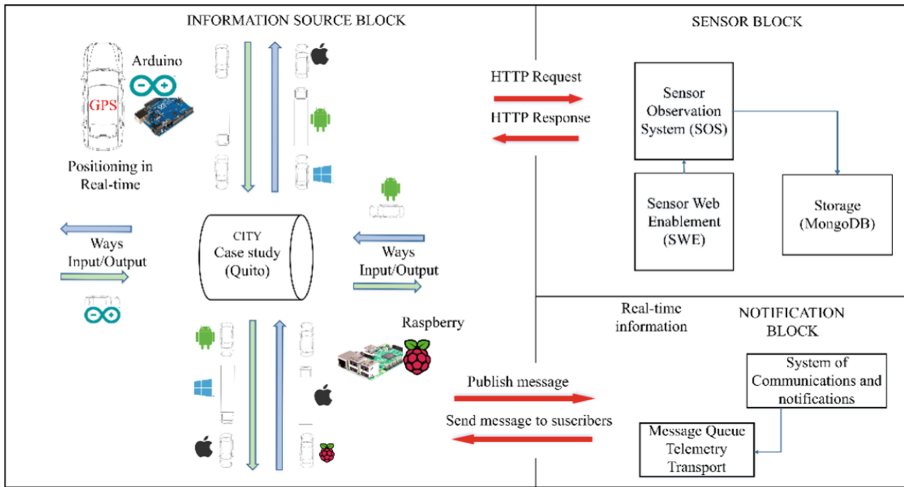 INFORMATION SOURCE BLOCK
Arduino
GPS
Positioning in
Real-time
Ways
Input/Output
CITY
Case study
(Quito)
Ways
Input/Output
Raspberry
HTTP Request
HTTP Response
Publish message
Send message to suscribers
SENSOR BLOCK
Sensor
Observation
System (SOS)
Sensor Web
Enablement
(SWE)
Storage
(MongoDB)
Real-time
information
NOTIFICATION
BLOCK
System of
Communications and
notifications
Message Queue
Telemetry
Transport